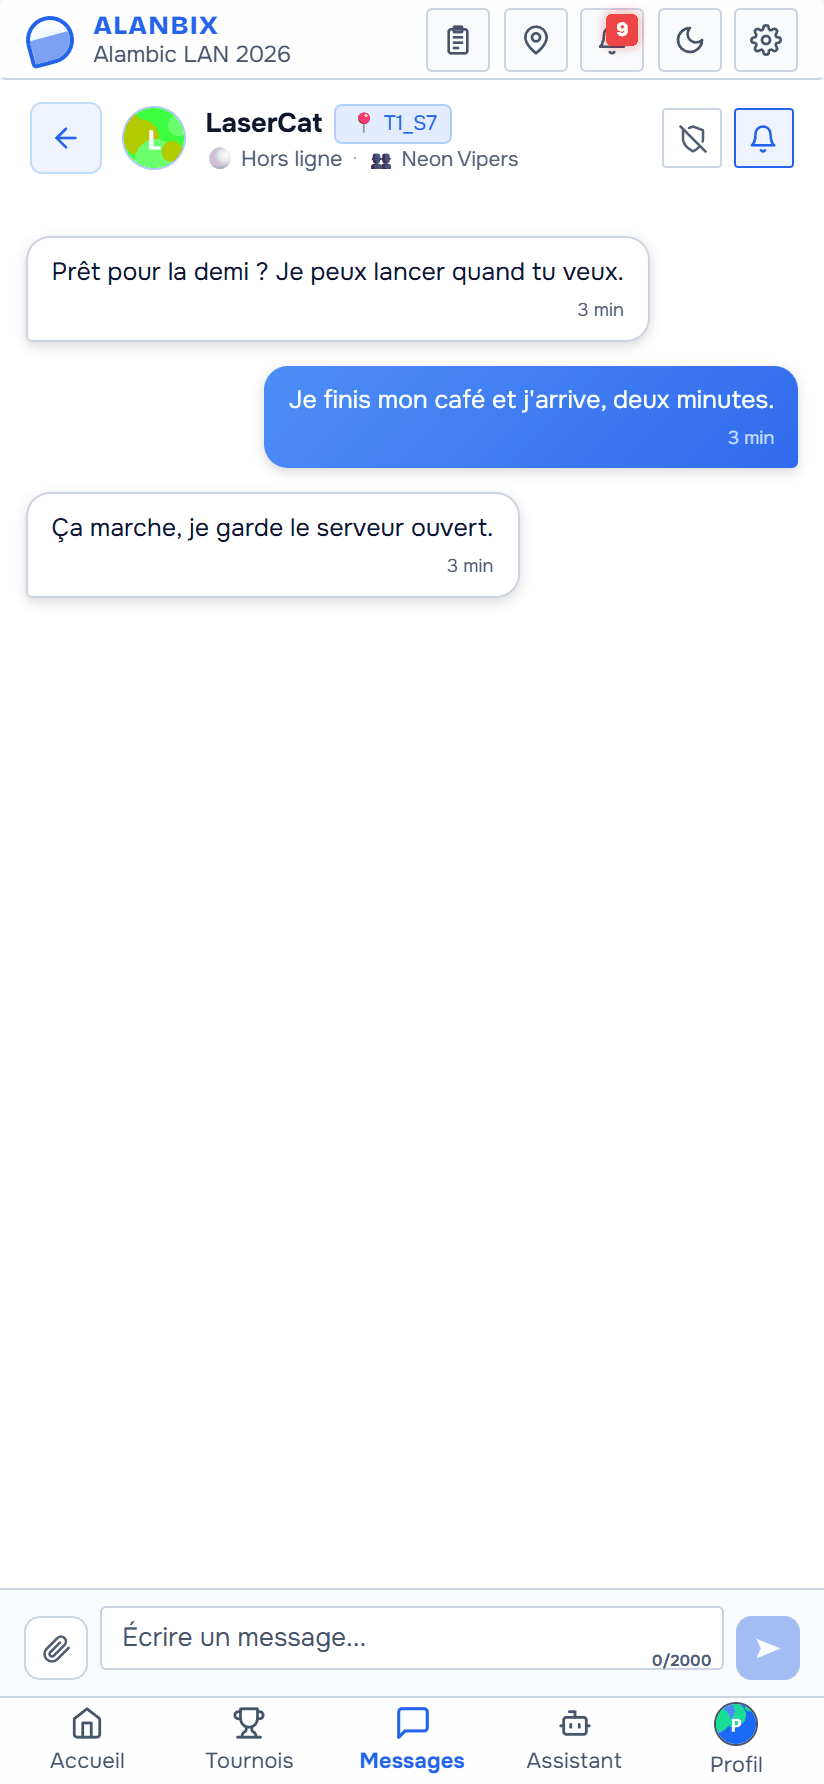 ALANBIX
Alambic LAN 2026
9
L
LaserCat
T1_S7
Hors ligne · Neon Vipers
Prêt pour la demi ? Je peux lancer quand tu veux.
3 min
Je finis mon café et j'arrive, deux minutes.
3 min
Ça marche, je garde le serveur ouvert.
3 min
Écrire un message...
0/2000
P
Accueil
Tournois
Messages
Assistant
Profil